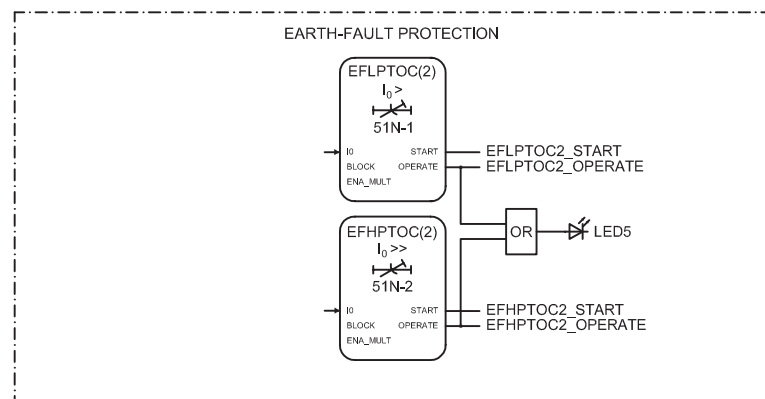 EARTH-FAULT PROTECTION
EFLPTOC(2)
I0 >
51N-1
I0 START
BLOCK OPERATE
ENA_MULT
EFLPTOC2_START
EFLPTOC2_OPERATE
OR LED5
EFHPTOC(2)
I0 >>
51N-2
I0 START
BLOCK OPERATE
ENA_MULT
EFHPTOC2_START
EFHPTOC2_OPERATE